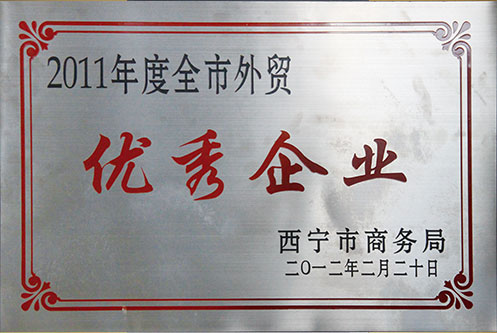 2011年度全市外贸
优秀企业
西宁市商务局
二〇一二年二月二十日